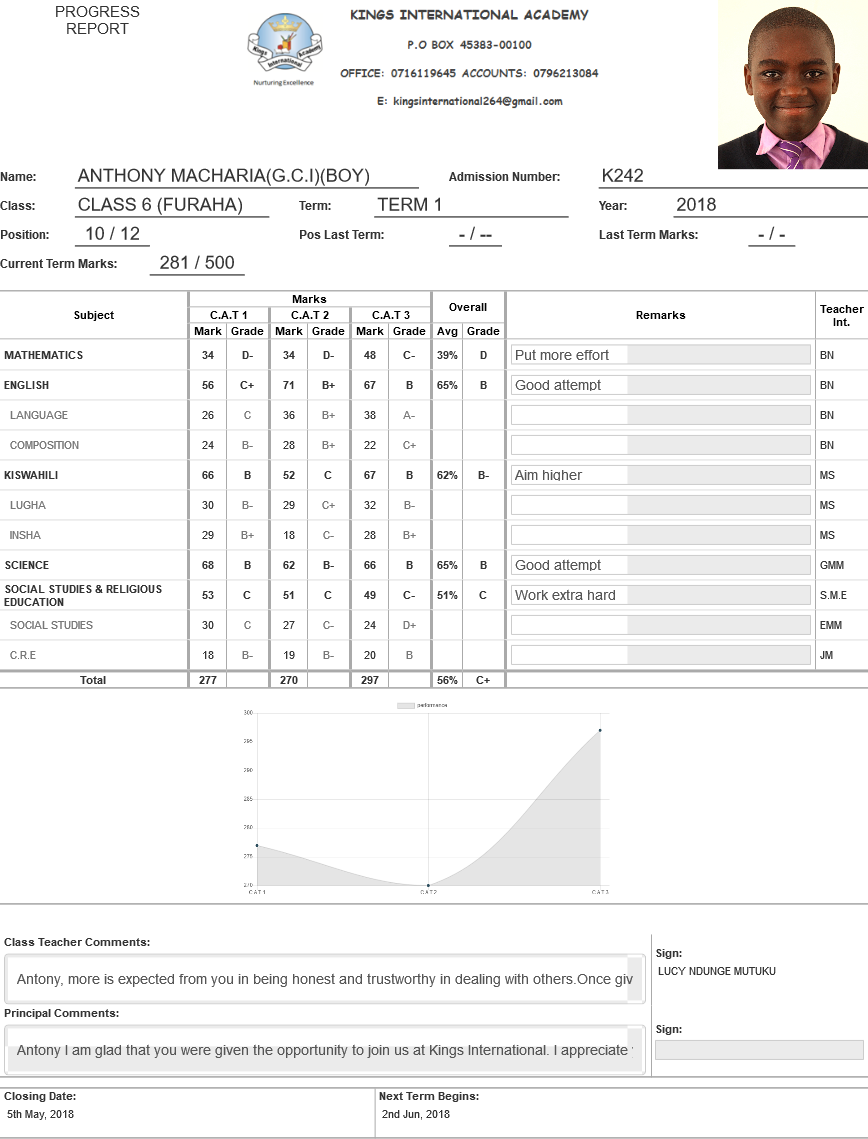 PROGRESS
REPORT
KINGS INTERNATIONAL ACADEMY
P.O BOX 45383-00100
OFFICE: 0716119645 ACCOUNTS: 0796213084
E: kingsinternational264@gmail.com
Kings Academy
International
Nurturing Excellence
Name: ANTHONY MACHARIA(G.C.I)(BOY) Admission Number: K242
Class: CLASS 6 (FURAHA) Term: TERM 1 Year: 2018
Position: 10 / 12 Pos Last Term: - / -- Last Term Marks: - / -
Current Term Marks: 281 / 500
Subject Marks Overall Remarks Teacher Int.
C.A.T 1 C.A.T 2 C.A.T 3
Mark Grade Mark Grade Mark Grade Avg Grade
MATHEMATICS 34 D- 34 D- 48 C- 39% D Put more effort BN
ENGLISH 56 C+ 71 B+ 67 B 65% B Good attempt BN
LANGUAGE 26 C 36 B+ 38 A- BN
COMPOSITION 24 B- 28 B+ 22 C+ BN
KISWAHILI 66 B 52 C 67 B 62% B- Aim higher MS
LUGHA 30 B- 29 C+ 32 B- MS
INSHA 29 B+ 18 C- 28 B+ MS
SCIENCE 68 B 62 B- 66 B 65% B Good attempt GMM
SOCIAL STUDIES & RELIGIOUS
EDUCATION 53 C 51 C 49 C- 51% C Work extra hard S.M.E
SOCIAL STUDIES 30 C 27 C- 24 D+ EMM
C.R.E 18 B- 19 B- 20 B JM
Total 277 270 297 56% C+
performance
300
295
290
285
280
275
270
CAT1 CAT2 CAT3
Class Teacher Comments:
Antony, more is expected from you in being honest and trustworthy in dealing with others.Once giv
Sign:
LUCY NDUNGE MUTUKU
Principal Comments:
Antony I am glad that you were given the opportunity to join us at Kings International. I appreciate
Sign:
Closing Date: Next Term Begins:
5th May, 2018 2nd Jun, 2018